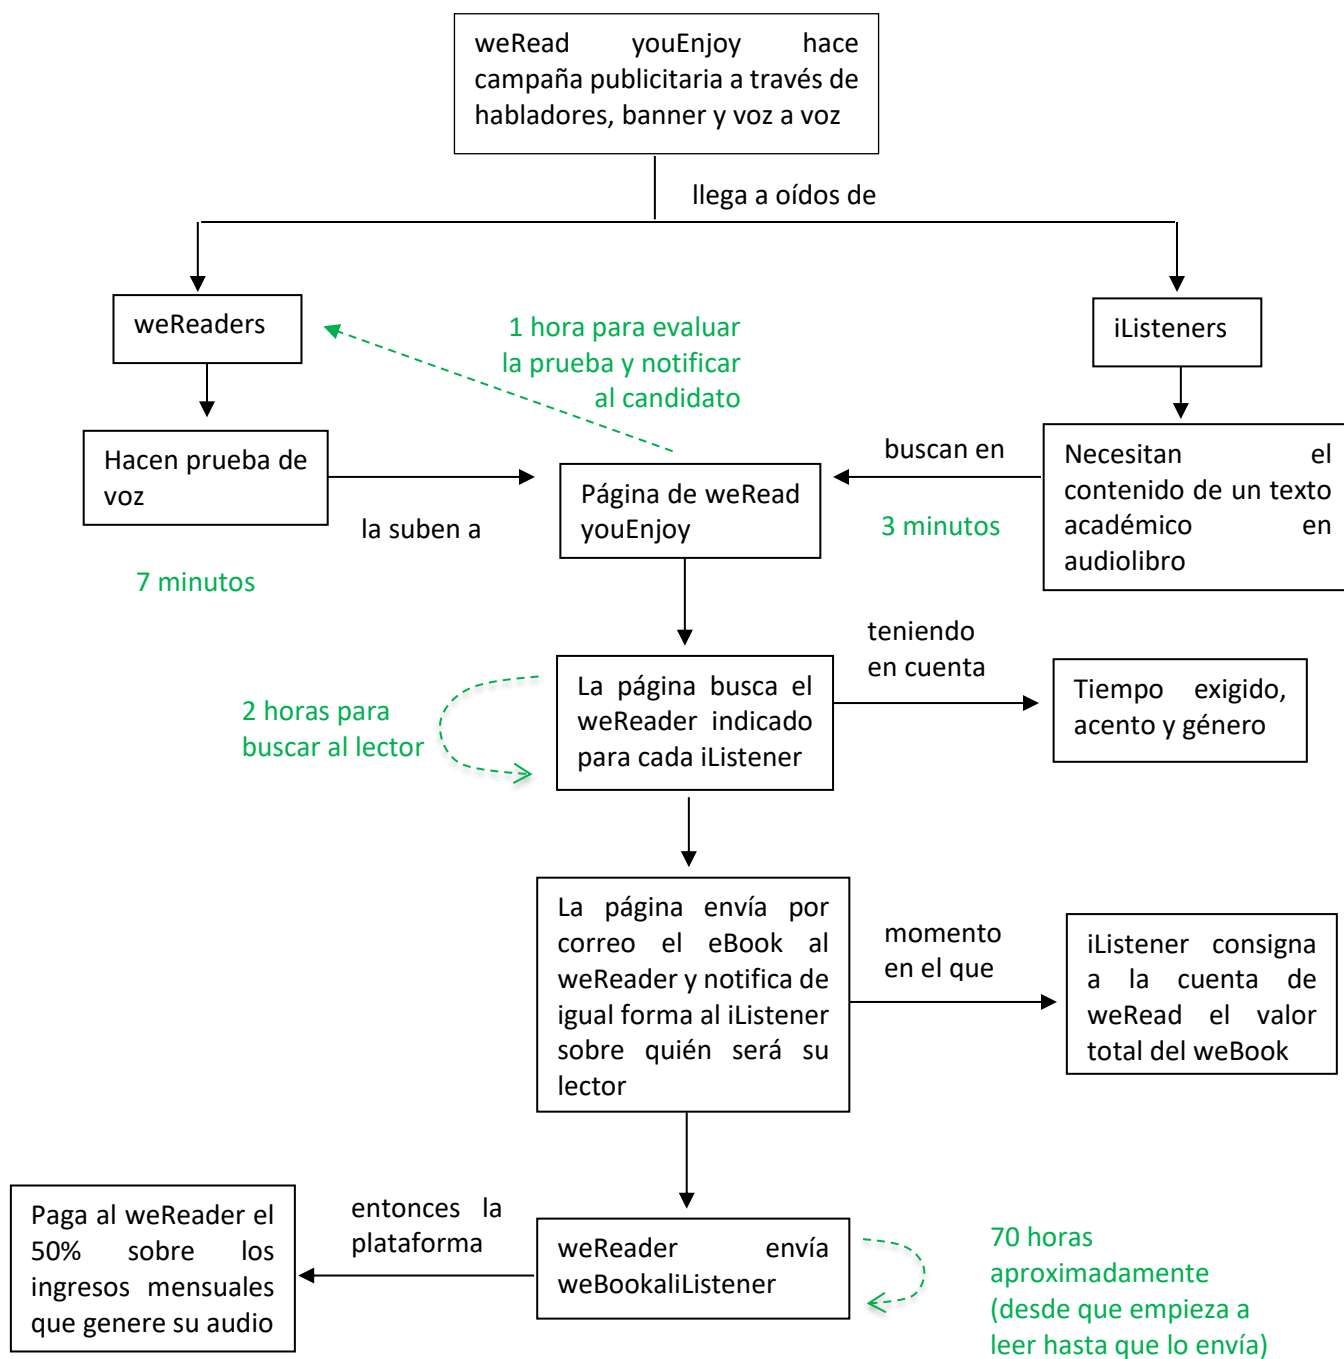 weRead youEnjoy hace
campaña publicitaria a través de
habladores, banner y voz a voz
llega a oídos de
weReaders
iListeners
1 hora para evaluar
la prueba y notificar
al candidato
Hacen prueba de
voz
la suben a
7 minutos
Página de weRead
youEnjoy
buscan en
3 minutos
Necesitan el
contenido de un texto
académico en
audiolibro
2 horas para
buscar al lector
La página busca el
weReader indicado
para cada iListener
teniendo
en cuenta
Tiempo exigido,
acento y género
La página envía por
correo el eBook al
weReader y notifica de
igual forma al iListener
sobre quién será su
lector
momento
en el que
iListener consigna
a la cuenta de
weRead el valor
total del weBook
Paga al weReader el
50% sobre los
ingresos mensuales
que genere su audio
entonces la
plataforma
weReader envía
weBookaliListener
70 horas
aproximadamente
(desde que empieza a
leer hasta que lo envía)